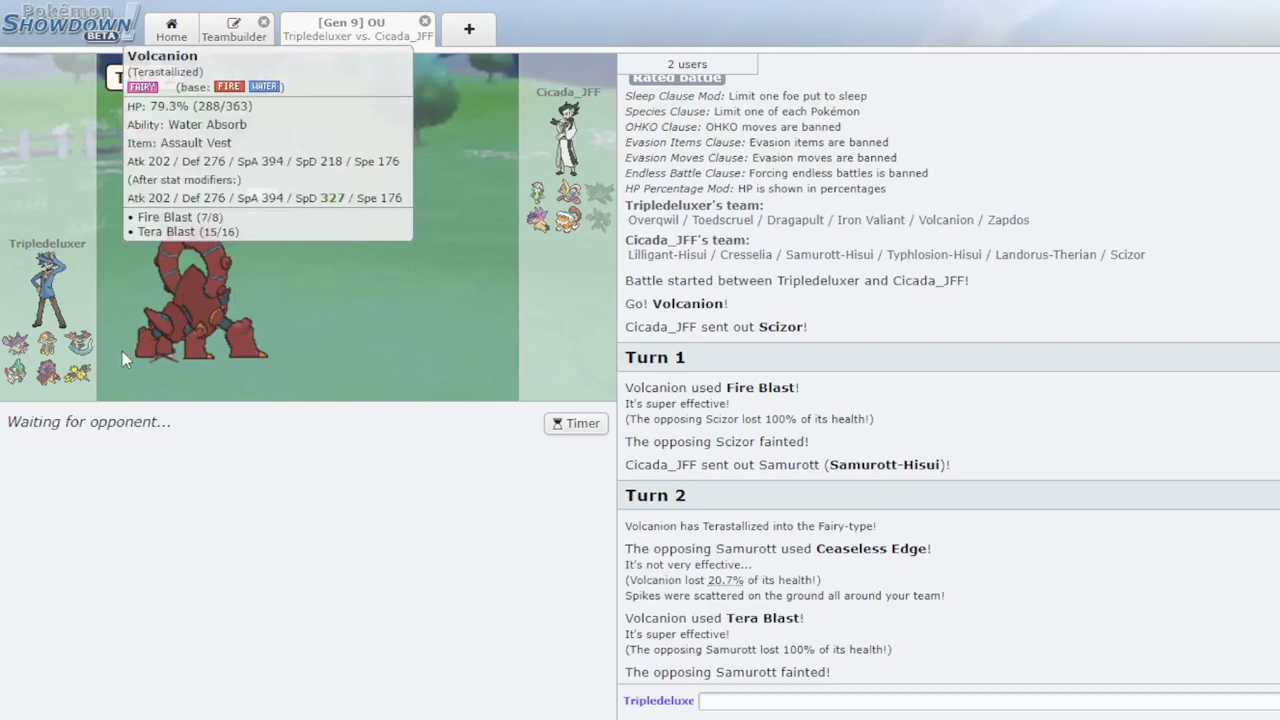 Pokémon
SHOWDOWN!
BETA
Home
Teambuilder
[Gen 9] OU
Tripledeluxer vs. Cicada_JFF
+
Volcanion
(Terastallized)
FAIRY (base: FIRE WATER)
HP: 79.3% (288/363)
Ability: Water Absorb
Item: Assault Vest
Atk 202 / Def 276 / SpA 394 / SpD 218 / Spe 176
(After stat modifiers:)
Atk 202 / Def 276 / SpA 394 / SpD 327 / Spe 176
• Fire Blast (7/8)
• Tera Blast (15/16)
T
Tripledeluxer
Cicada_JFF
Waiting for opponent...
Timer
2 users
Rated battle
Sleep Clause Mod: Limit one foe put to sleep
Species Clause: Limit one of each Pokémon
OHKO Clause: OHKO moves are banned
Evasion Items Clause: Evasion items are banned
Evasion Moves Clause: Evasion moves are banned
Endless Battle Clause: Forcing endless battles is banned
HP Percentage Mod: HP is shown in percentages
Tripledeluxer's team:
Overqwil / Toedscruel / Dragapult / Iron Valiant / Volcanion / Zapdos
Cicada_JFF's team:
Lilligant-Hisui / Cresselia / Samurott-Hisui / Typhlosion-Hisui / Landorus-Therian / Scizor
Battle started between Tripledeluxer and Cicada_JFF!
Go! Volcanion!
Cicada_JFF sent out Scizor!
Turn 1
Volcanion used Fire Blast!
It's super effective!
(The opposing Scizor lost 100% of its health!)
The opposing Scizor fainted!
Cicada_JFF sent out Samurott (Samurott-Hisui)!
Turn 2
Volcanion has Terastallized into the Fairy-type!
The opposing Samurott used Ceaseless Edge!
It's not very effective...
(Volcanion lost 20.7% of its health!)
Spikes were scattered on the ground all around your team!
Volcanion used Tera Blast!
It's super effective!
(The opposing Samurott lost 100% of its health!)
The opposing Samurott fainted!
Tripledeluxe